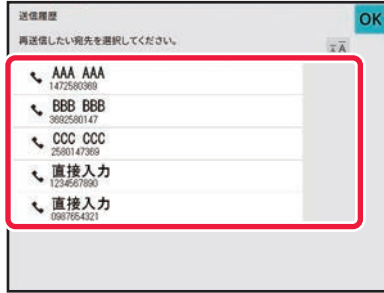 送信履歴
OK
再送信したい宛先を選択してください。
AAA AAA
1472580369
BBB BBB
3692580147
CCC CCC
2580147369
直接入力
1234567890
直接入力
0987654321